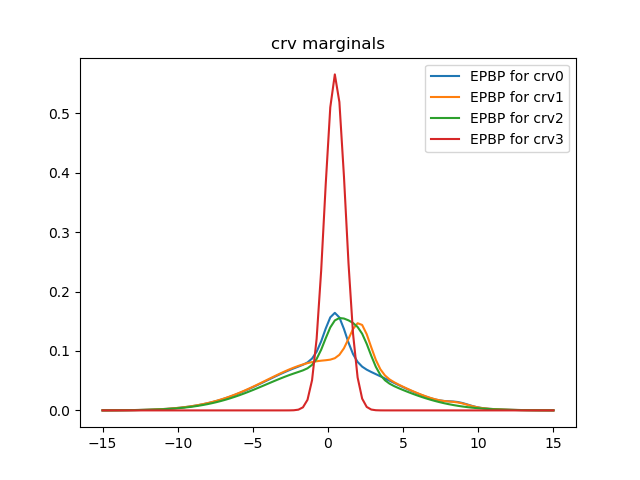 crv marginals
EPBP for crv0
EPBP for crv1
EPBP for crv2
EPBP for crv3
0.5
0.4
0.3
0.2
0.1
0.0
−15
−10
−5
0
5
10
15